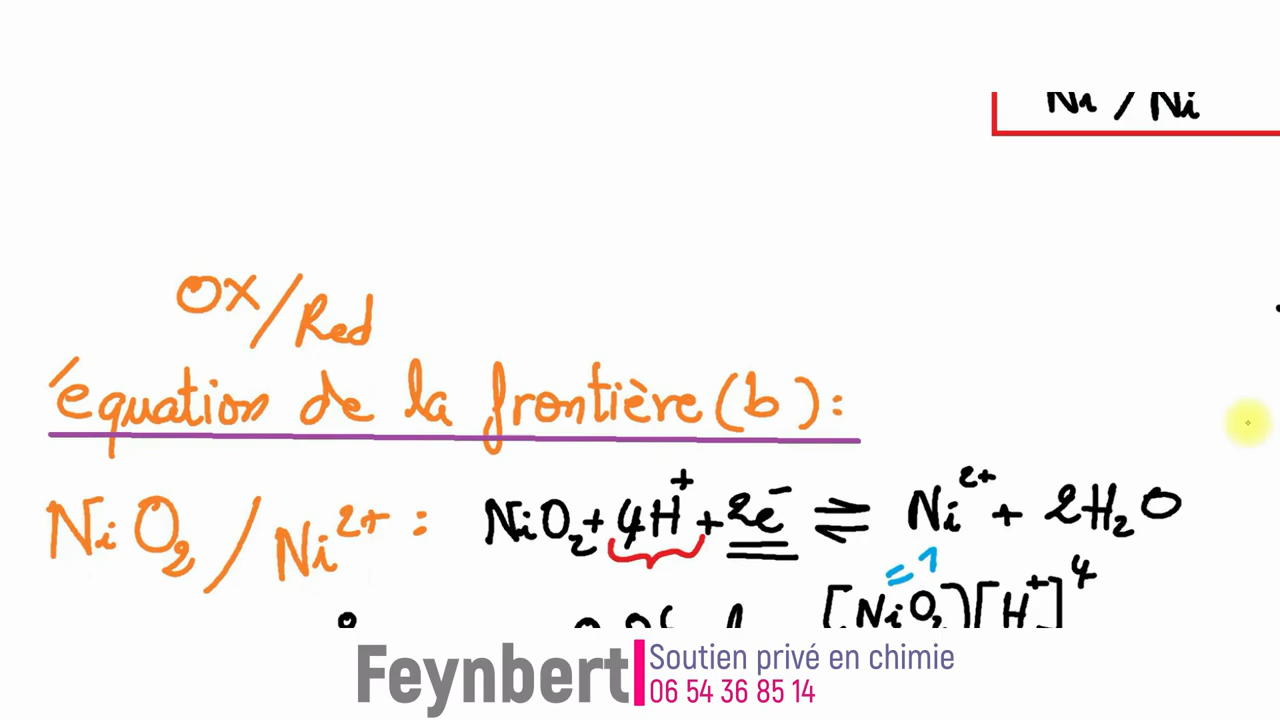 Ni / Ni
Ox/Red
équation de la frontière (b) :
NiO₂/Ni²⁺ : NiO₂ + 4H⁺ + 2e⁻ ⇌ Ni²⁺ + 2H₂O
= 1
[NiO₂][H⁺]⁴
Feynbert
Soutien privé en chimie
06 54 36 85 14